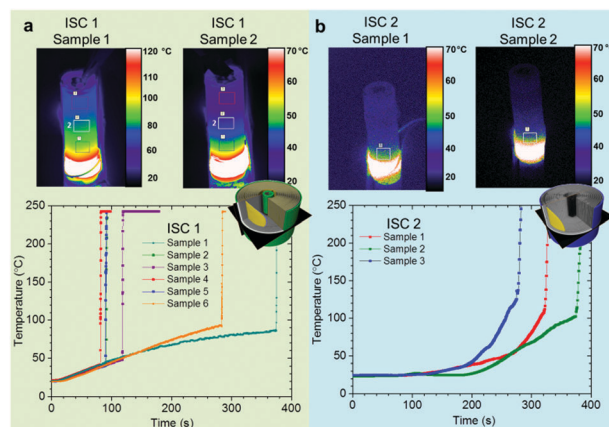 a
ISC 1
Sample 1
ISC 1
Sample 2
120 °C
110
100
80
60
40
20
70°C
60
50
40
30
20
2
2
ISC 1
Sample 1
Sample 2
Sample 3
Sample 4
Sample 5
Sample 6
Temperature (°C)
250
200
150
100
50
0
0 100 200 300 400
Time (s)
b
ISC 2
Sample 1
ISC 2
Sample 2
70°C
60
50
40
30
20
70°C
60
50
40
30
20
ISC 2
Sample 1
Sample 2
Sample 3
Temperature (°C)
250
200
150
100
50
0
0 100 200 300 400
Time (s)